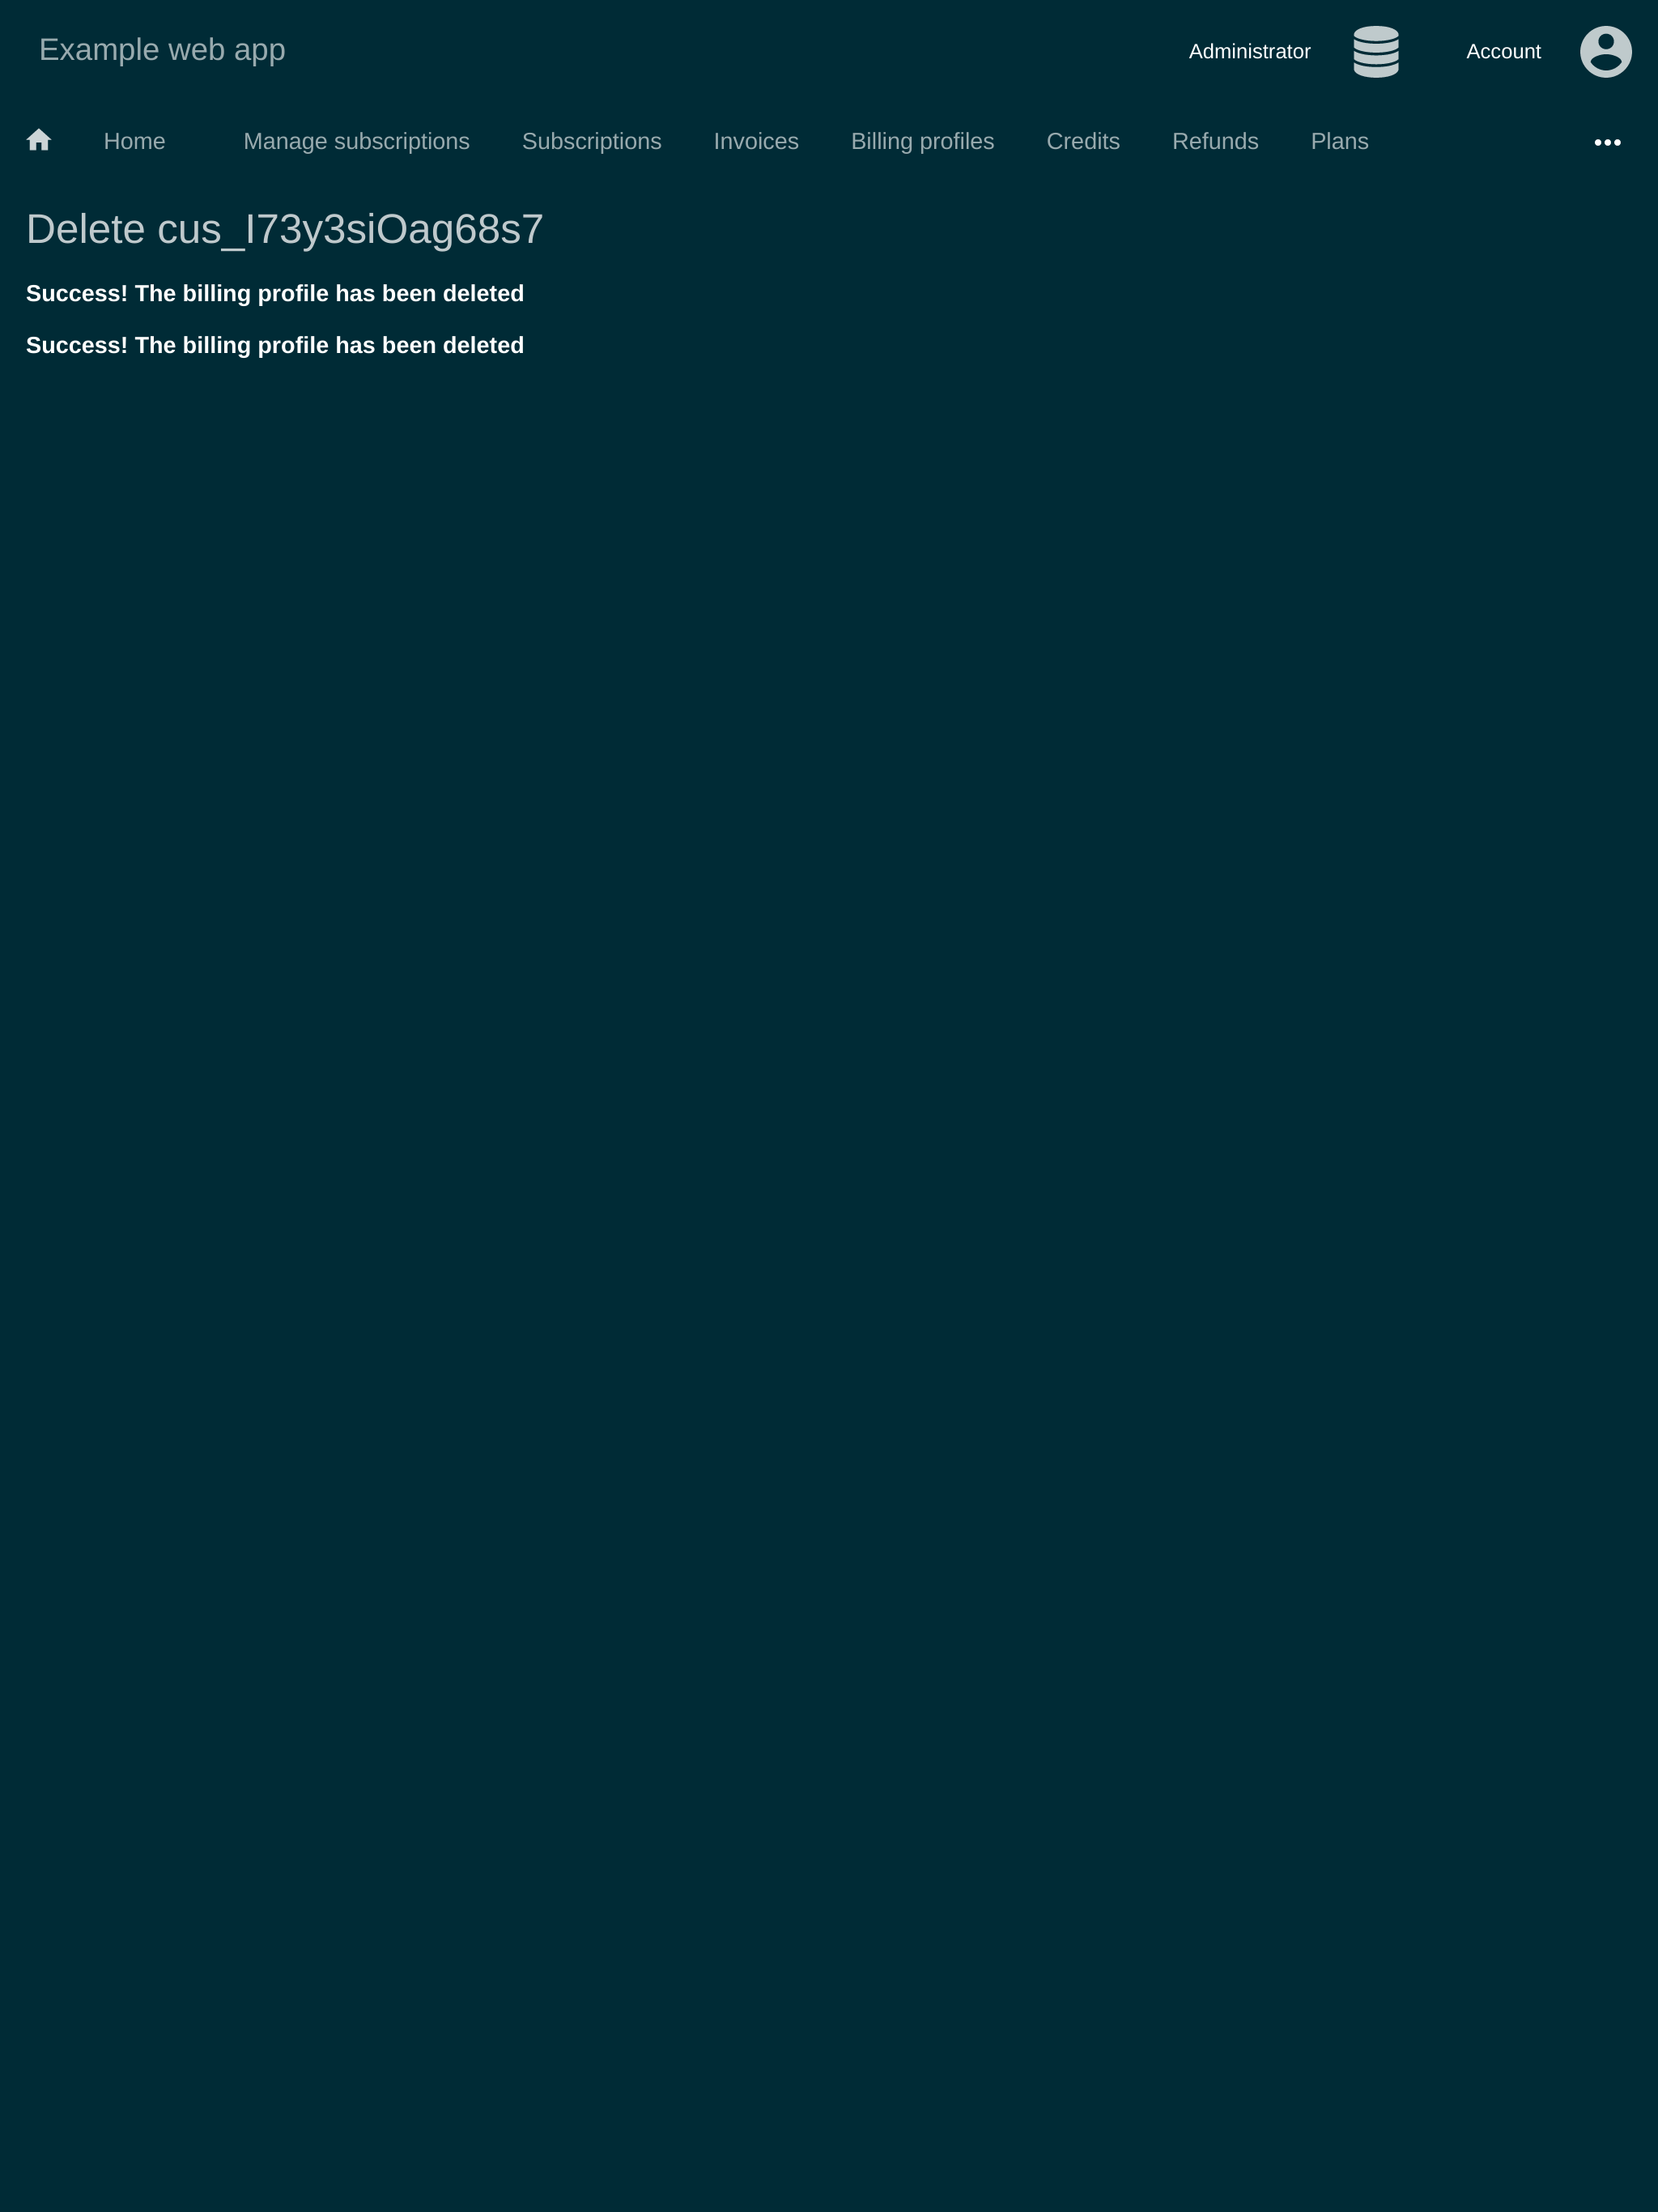 Example web app
Administrator
Account
Home
Manage subscriptions
Subscriptions
Invoices
Billing profiles
Credits
Refunds
Plans
Delete cus_I73y3siOag68s7
Success! The billing profile has been deleted
Success! The billing profile has been deleted